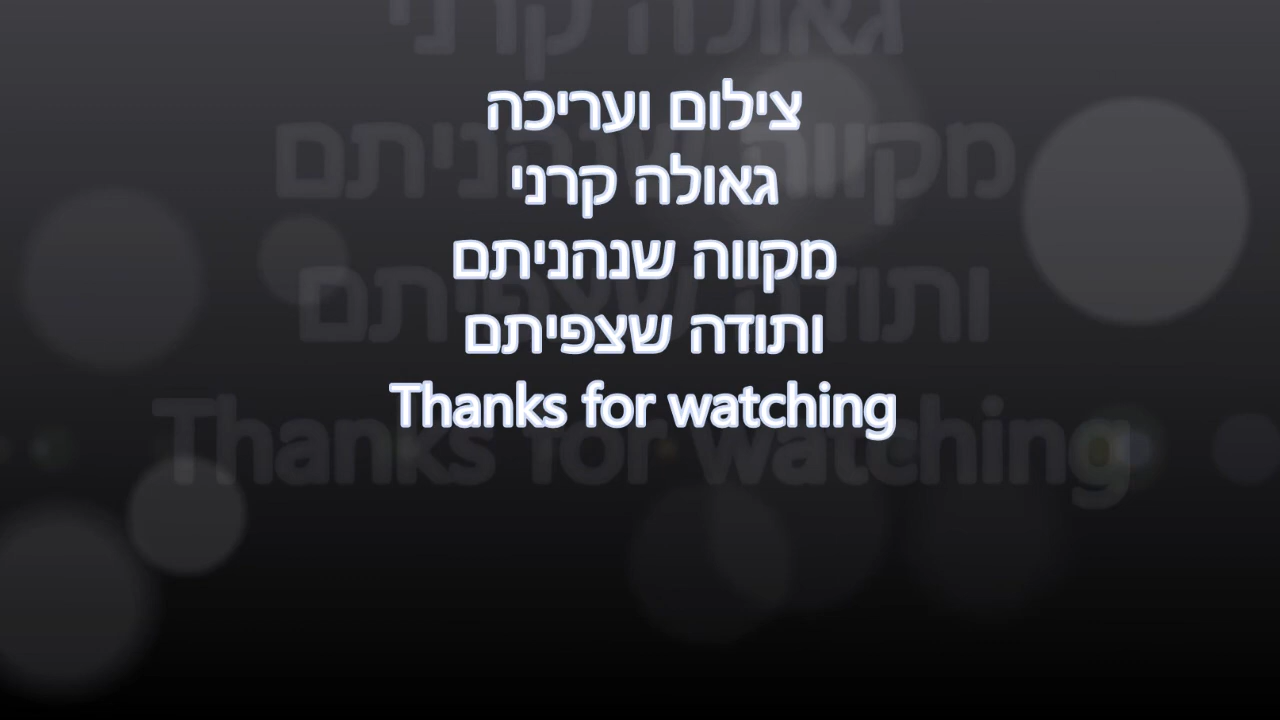 צילום ועריכה
גאולה קרני
מקווה שנהניתם
ותודה שצפיתם
Thanks for watching